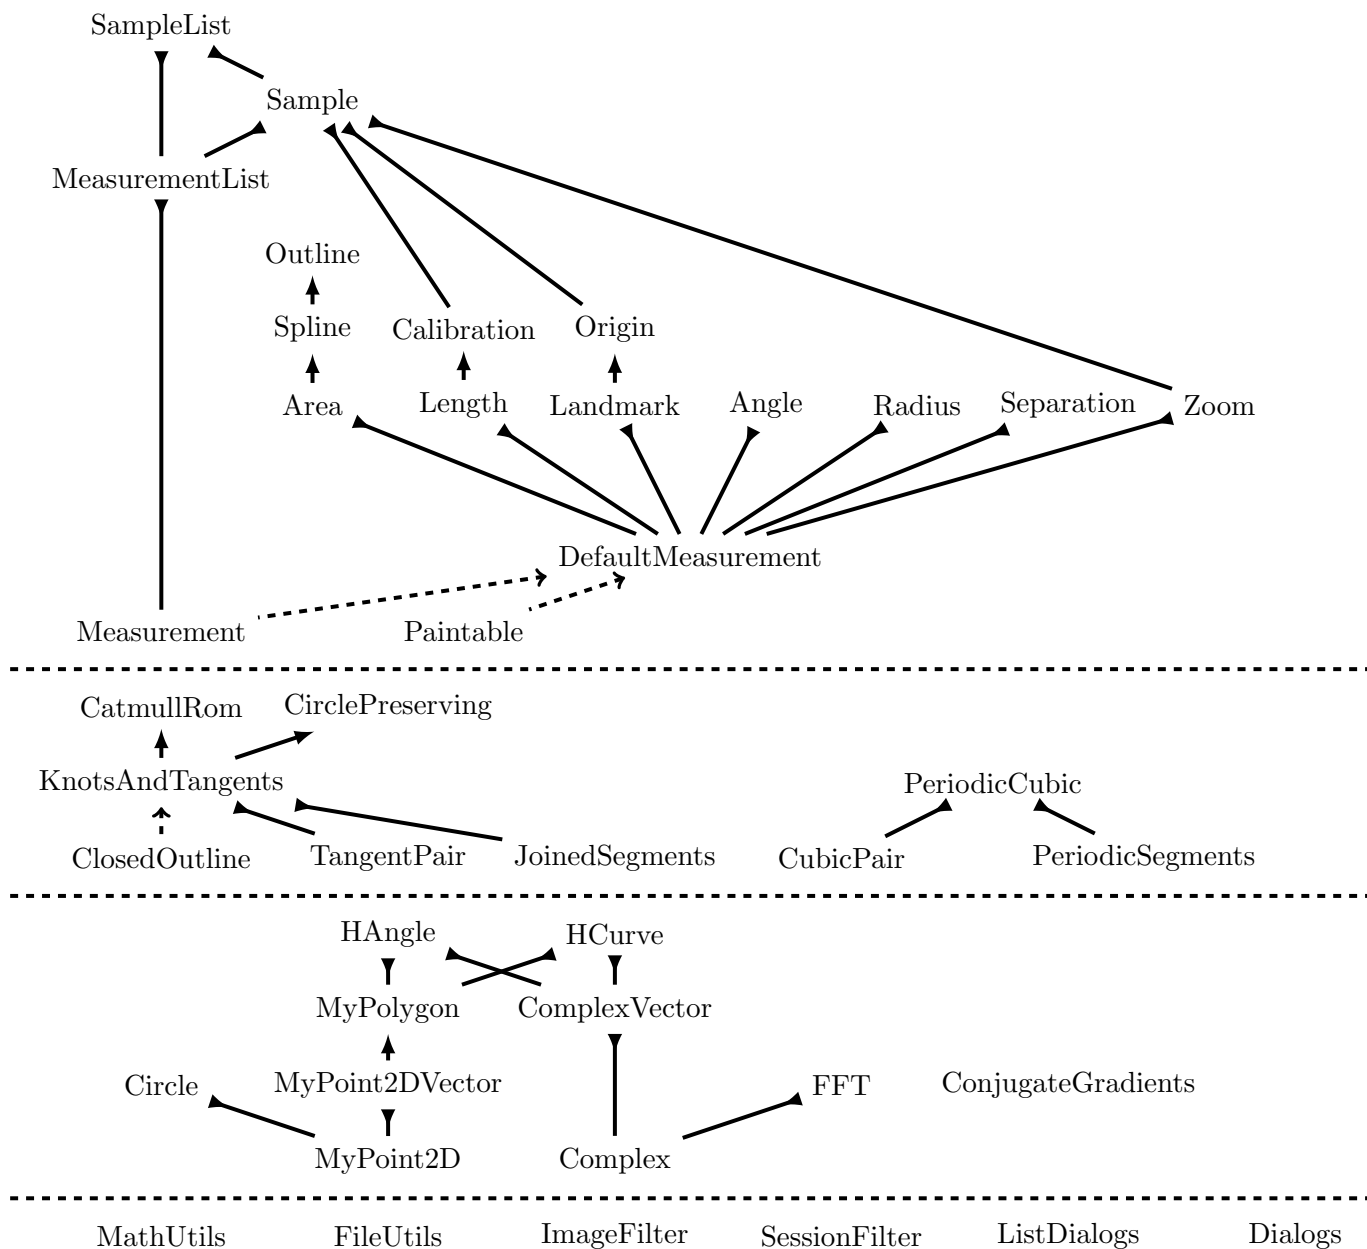 SampleList
Sample
MeasurementList
Outline
Spline Calibration Origin
Area Length Landmark Angle Radius Separation Zoom
DefaultMeasurement
Measurement Paintable
CatmullRom CirclePreserving
KnotsAndTangents PeriodicCubic
ClosedOutline TangentPair JoinedSegments CubicPair PeriodicSegments
HAngle HCurve
MyPolygon ComplexVector
Circle MyPoint2DVector FFT ConjugateGradients
MyPoint2D Complex
MathUtils FileUtils ImageFilter SessionFilter ListDialogs Dialogs